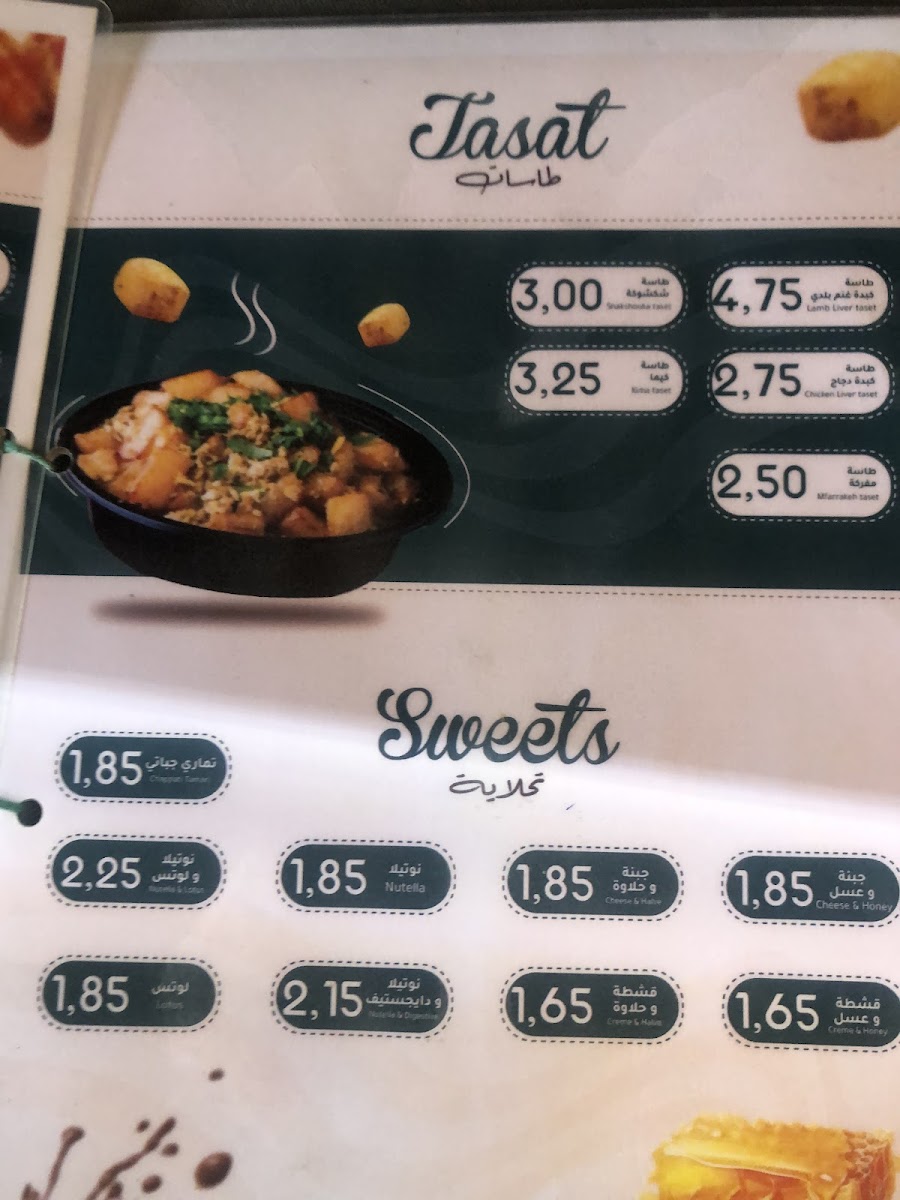 Tasat
طاسات
3,00
طاسة
شكشوكة
Shakshouka taset
4,75
طاسة
كبدة غنم بلدي
Lamb Liver taset
3,25
طاسة
كيما
Kima taset
2,75
طاسة
كبدة دجاج
Chicken Liver taset
2,50
طاسة
مفركة
Mfarrakeh taset
Sweets
تحلاية
1,85
تماري جباتي
Chappati Tamari
2,25
نوتيلا
و لوتس
Nutella & Lotus
1,85
نوتيلا
Nutella
1,85
جبنة
و حلاوة
Cheese & Halve
1,85
جبنة
و عسل
Cheese & Honey
1,85
لوتس
Lotus
2,15
نوتيلا
و دايجستيف
Nutella & Digestive
1,65
قشطة
و حلاوة
Creme & Halve
1,65
قشطة
و عسل
Creme & Honey